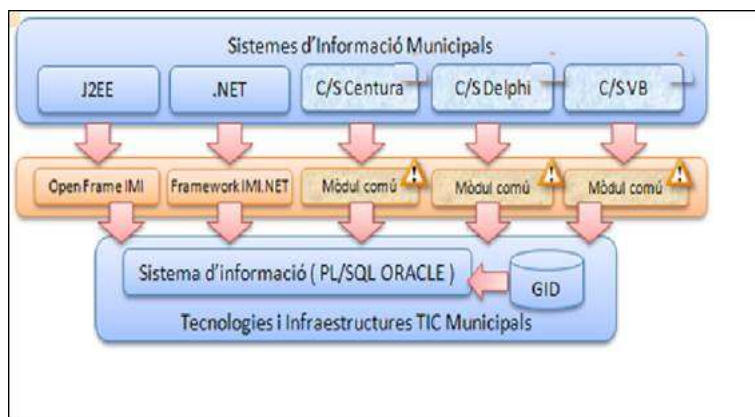 Sistemes d'Informació Municipals
J2EE
.NET
C/S Centura
C/S Delphi
C/S VB
Open Frame IMI
Framework IMI.NET
Mòdul comú
Mòdul comú
Mòdul comú
Sistema d'informació ( PL/SQL ORACLE )
GID
Tecnologies i Infraestructures TIC Municipals